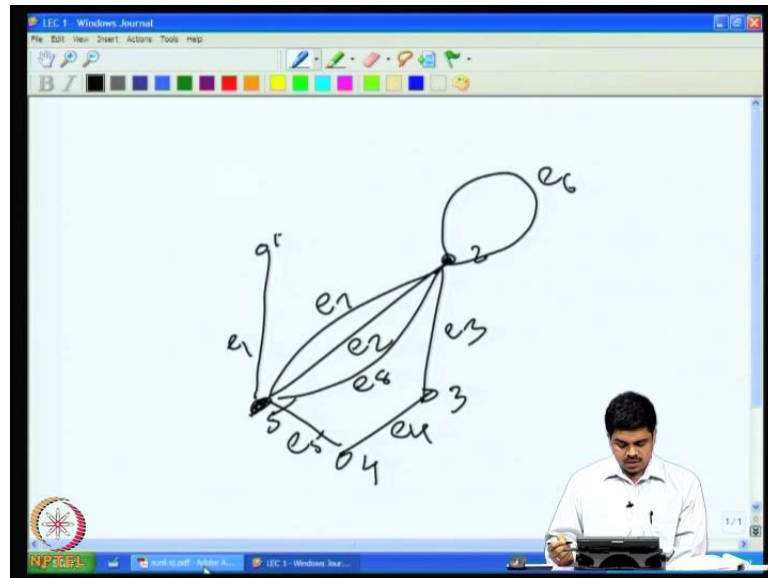 LEC 1 - Windows Journal
File Edit View Insert Actions Tools Help
B I
e6
2
e1
e7
e2
e8
e3
5
e5
4
e4
3
1/1
NPTEL
LEC 1 - Windows Jour...